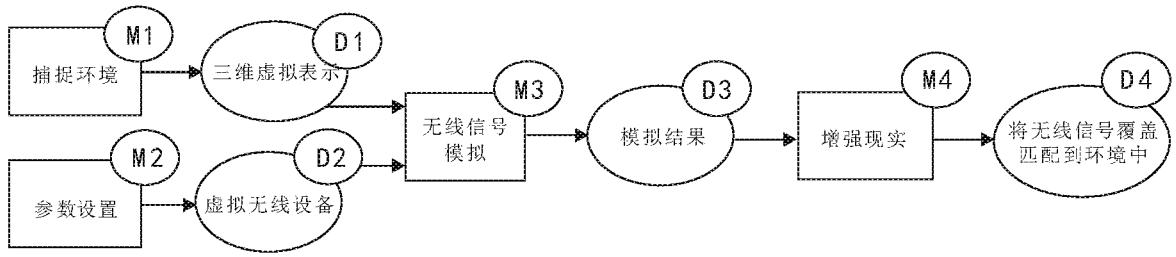 M1
捕捉环境
D1
三维虚拟表示
M2
参数设置
D2
虚拟无线设备
M3
无线信号
模拟
D3
模拟结果
M4
增强现实
D4
将无线信号覆盖
匹配到环境中